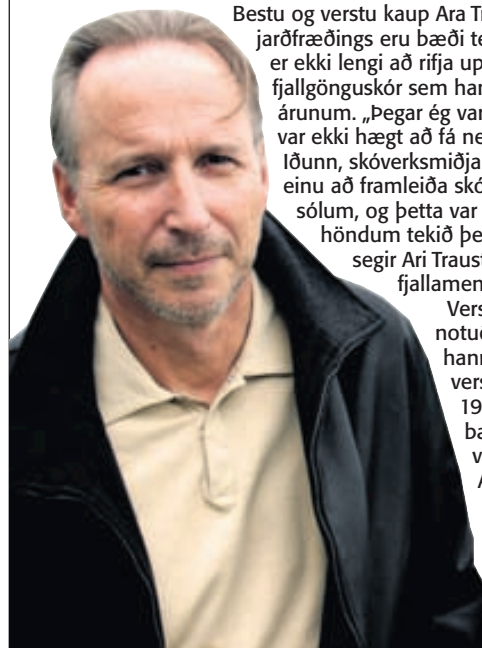 Bestu og verstu kaup Ara Tr
jarðfræðings eru bæði te
er ekki lengi að rifja up
fjallgönguskór sem har
árunum. „Þegar ég var
var ekki hægt að fá ne
Iðunn, skóverksmiðja
einu að framleiða skó
sólum, og þetta var
höndum tekið þe
segir Ari Traust
fjallamen
Vers
notuð
hann
vers
19
ba
v
A